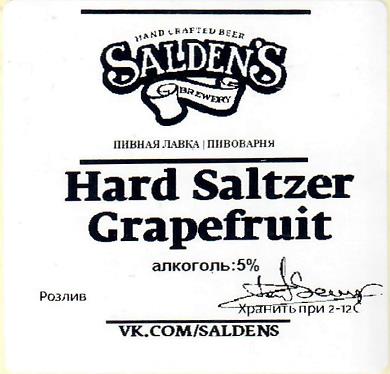 HAND CRAFTED BEER
SALDEN'S
BREWERY
ПИВНАЯ ЛАВКА | ПИВОВАРНЯ
Hard Saltzer
Grapefruit
алкоголь:5%
Розлив
Хранить при 2-12С
VK.COM/SALDENS